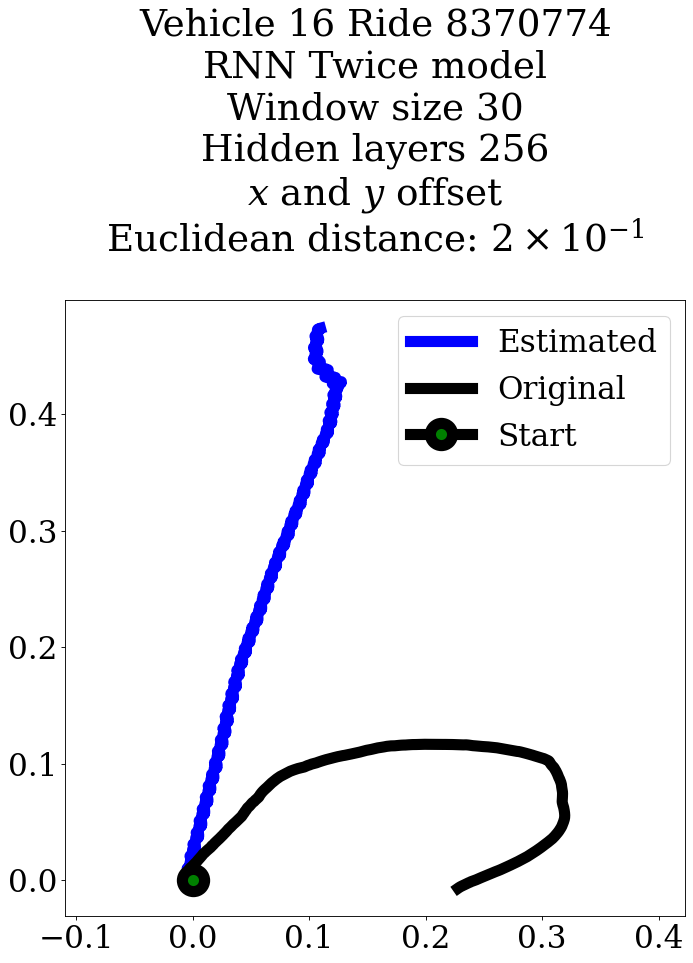 Vehicle 16 Ride 8370774
RNN Twice model
Window size 30
Hidden layers 256
x and y offset
Euclidean distance: 2 × 10⁻¹
Estimated
Original
Start
0.4
0.3
0.2
0.1
0.0
−0.1 0.0 0.1 0.2 0.3 0.4